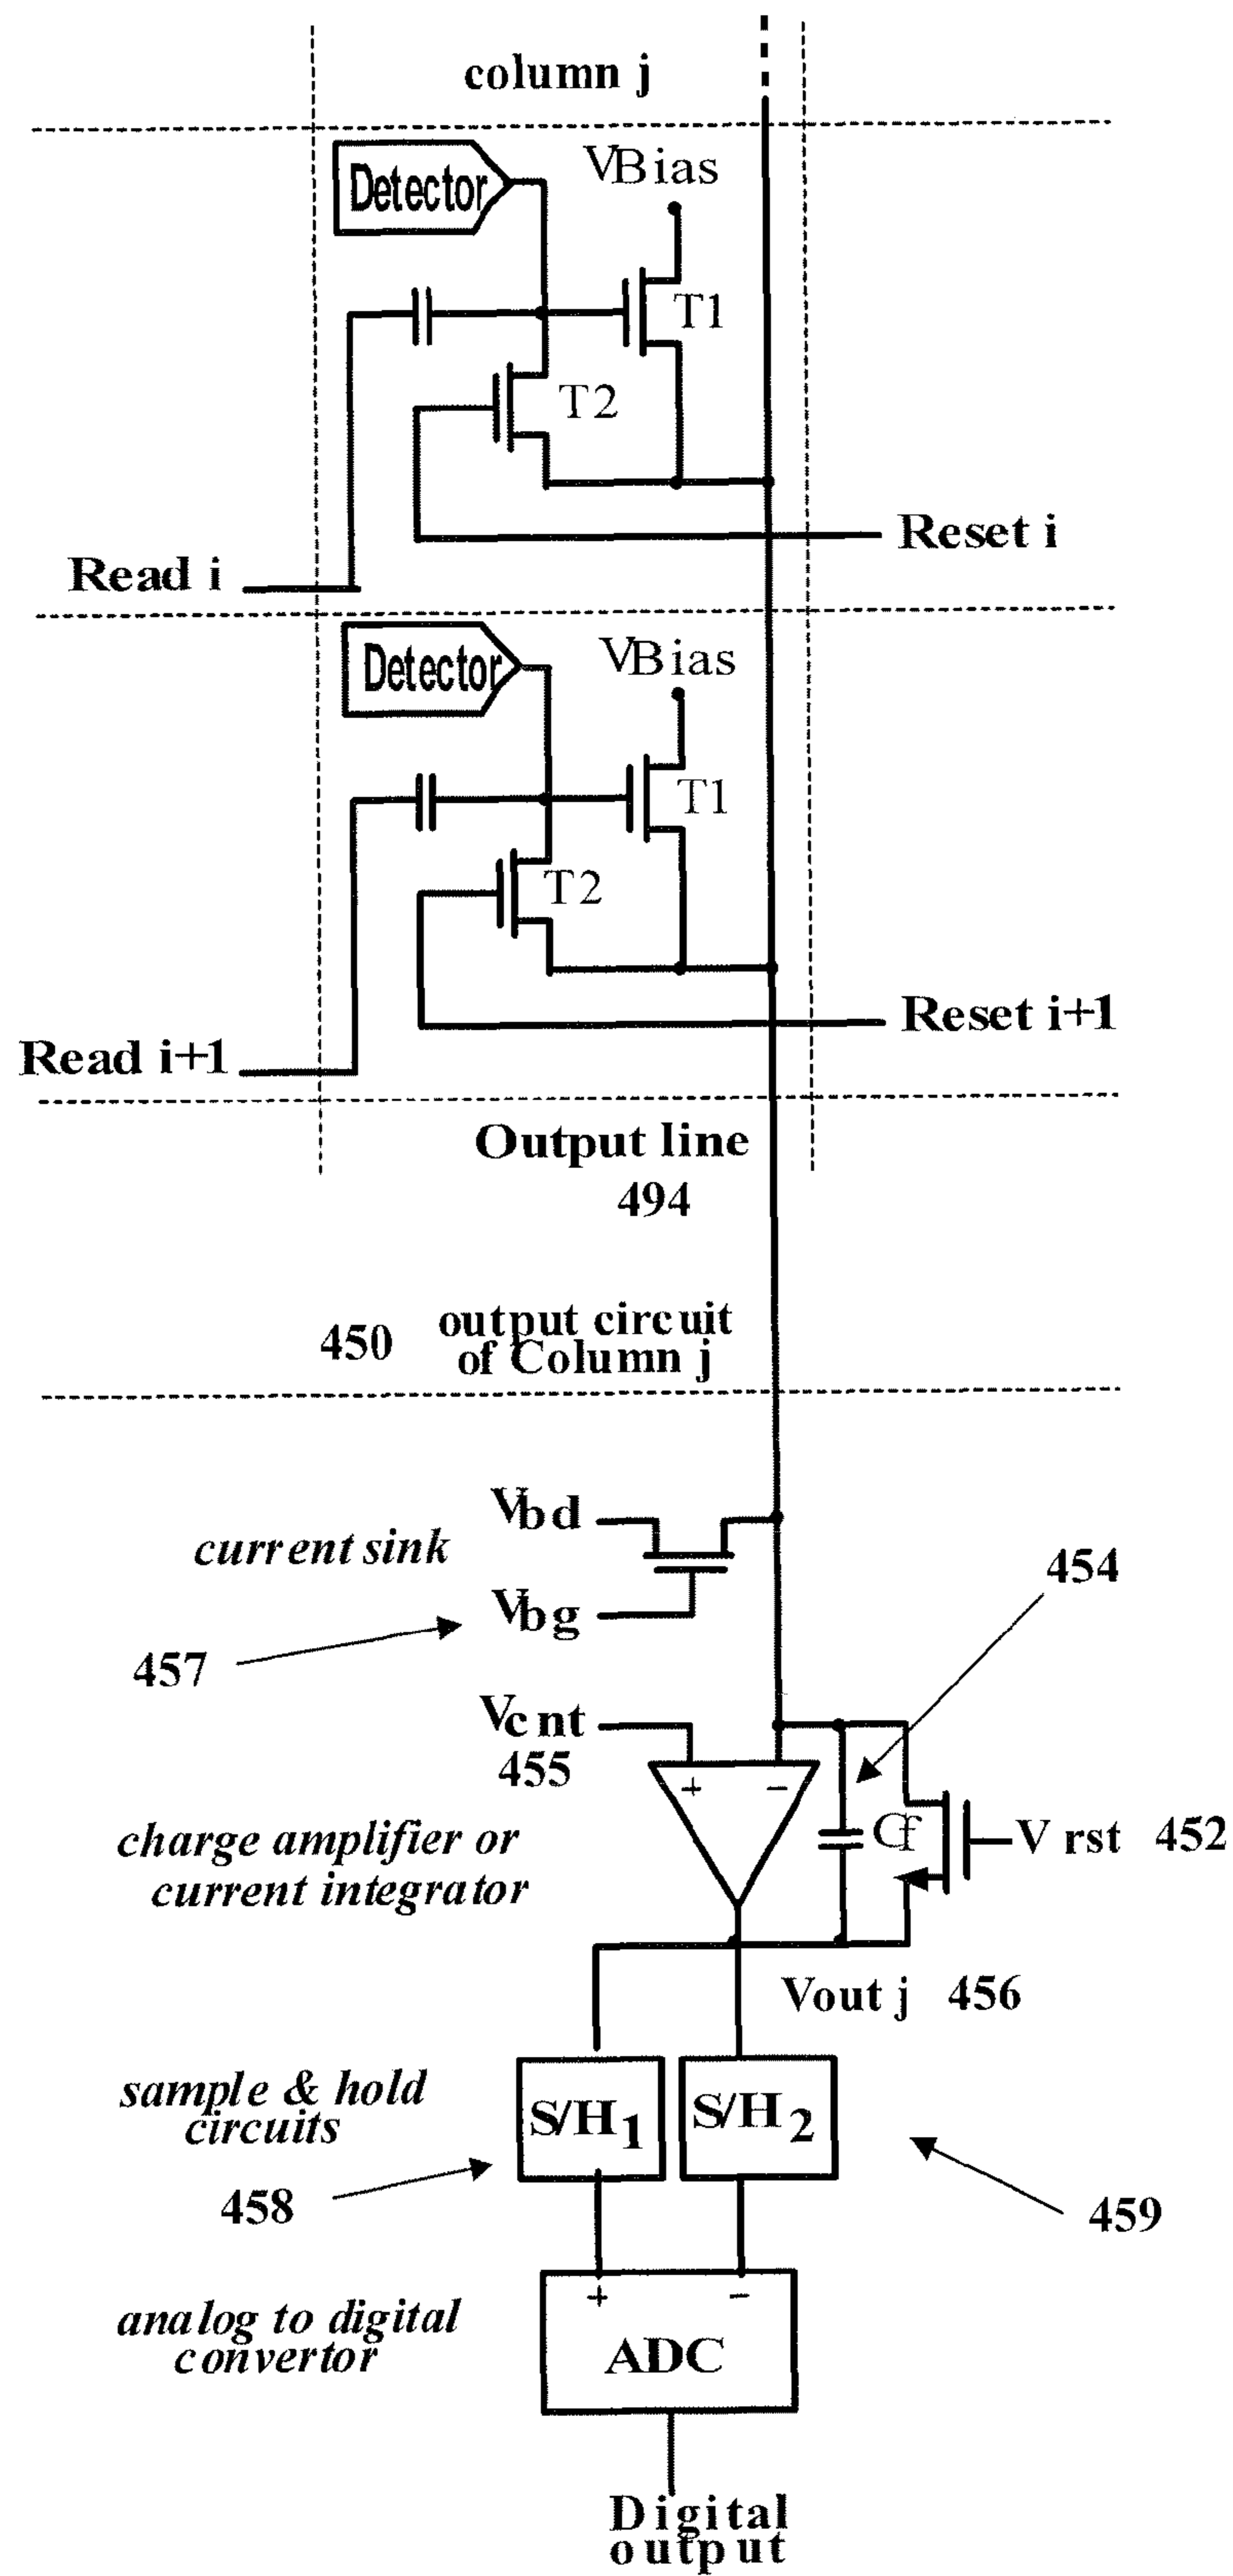 column j
Detector
VBias
T1
T2
Reset i
Read i
Detector
VBias
T1
T2
Reset i+1
Read i+1
Output line
494
450 output circuit
of Column j
Vbd
current sink
454
Vbg
457
Vcnt
455
+ −
Cf
V rst 452
charge amplifier or
current integrator
Vout j 456
sample & hold
circuits
S/H1
S/H2
458
459
+ −
analog to digital
convertor
ADC
Digital
output